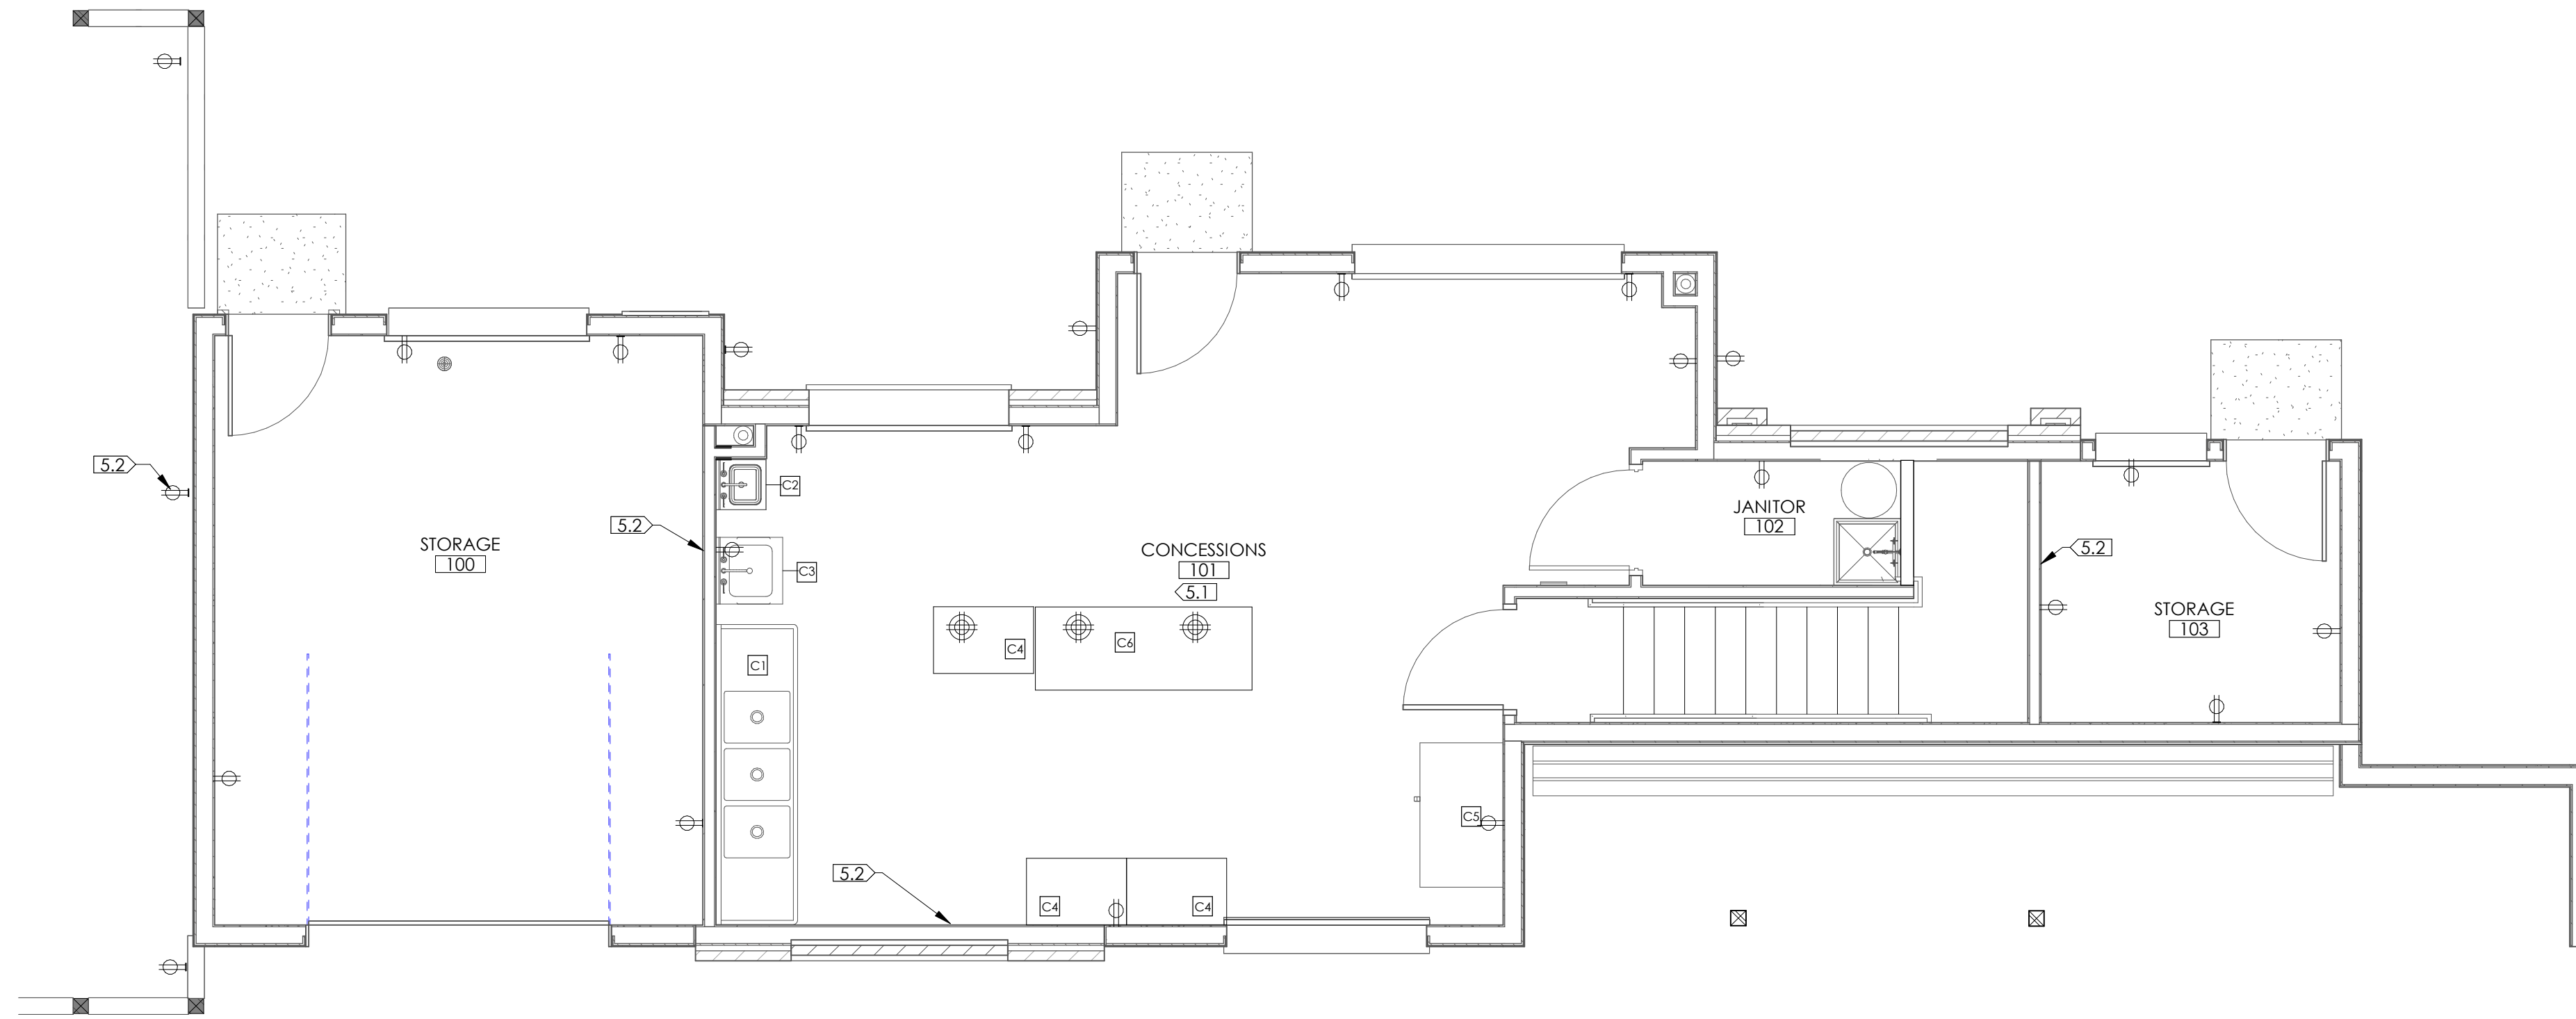 5.2
C2
5.2
STORAGE
100
C3
CONCESSIONS
101
5.1
JANITOR
102
5.2
STORAGE
103
C4
C6
C1
C5
5.2
C4
C4